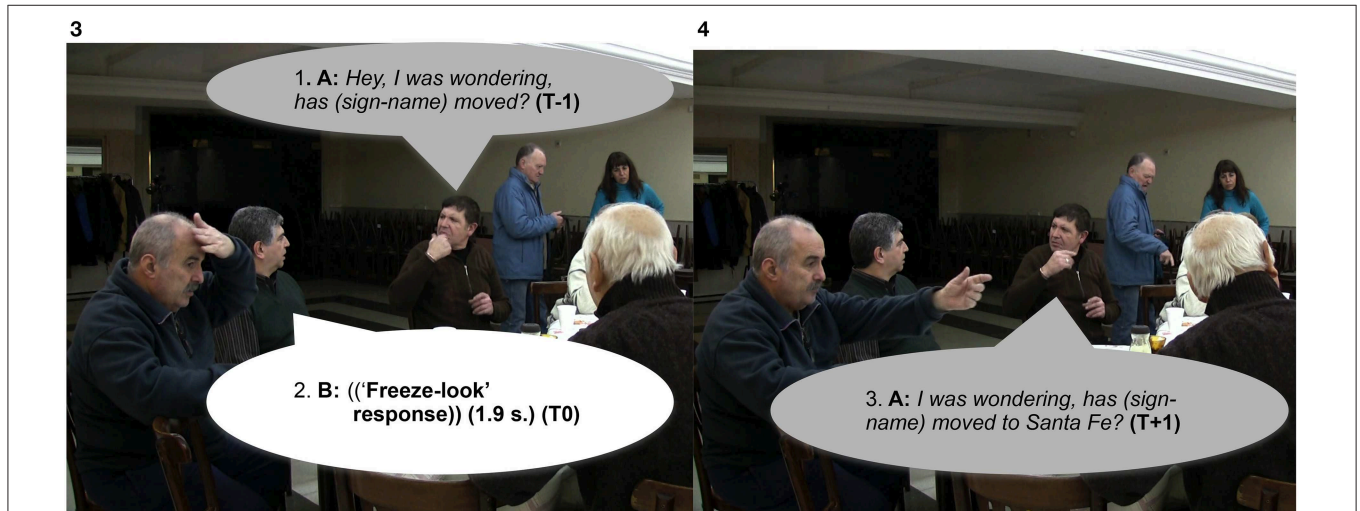 3
4
1. A: Hey, I was wondering,
has (sign-name) moved? (T-1)
2. B: ((‘Freeze-look’
response)) (1.9 s.) (T0)
3. A: I was wondering, has (sign-
name) moved to Santa Fe? (T+1)